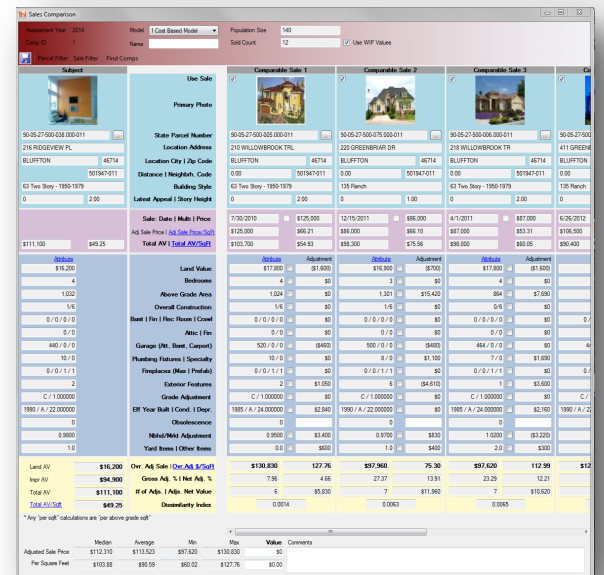 Sales Comparison
Assessment Year 2014 Model 1 Cost Based Model Population Size 140
Comp ID 1 Name Sold Count 12 Use WIP Values
Parcel Filter Sale Filter Find Comps
Subject Comparable Sale 1 Comparable Sale 2 Comparable Sale 3
Use Sale
Primary Photo
90-05-27-500-038.000-011 ... State Parcel Number 90-05-27-500-005.000-011 ... 90-05-27-500-075.000-011 ... 90-05-27-500-006.000-011 ... 90-05-27-500
216 RIDGEVIEW PL Location Address 210 WILLOWBROOK TRL 220 GREENBRIAR DR 218 WILLOWBROOK TR 411 GREEN
BLUFFTON 46714 Location City | Zip Code BLUFFTON 46714 BLUFFTON 46714 BLUFFTON 46714 BLUFFTON
501947-011 Distance | Neighbrh. Code 0.00 501947-011 0.00 501947-011 0.00 501947-011 0.00
63 Two Story - 1950-1979 Building Style 63 Two Story - 1950-1979 135 Ranch 63 Two Story - 1950-1979 135 Ranch
0 2.00 Latest Appeal | Story Height 0 2.00 0 1.00 0 2.00 0
Sale: Date | Multi | Price 7/30/2010 $125,000 12/15/2011 $86,000 4/1/2011 $87,000 6/26/2012
Adj Sale Price | Adj Sale Price/SqFt $125,000 $66.21 $86,000 $66.10 $87,000 $53.31 $106,500
$111,100 $49.25 Total AV | Total AV/SqFt $103,700 $54.93 $98,300 $75.56 $98,000 $60.05 $90,400
Attribute Attribute Adjustment Attribute Adjustment Attribute Adjustment
$16,200 Land Value $17,800 ($1,600) $16,900 ($700) $17,800 ($1,600)
4 Bedrooms 4 $0 3 $0 4 $0
1,032 Above Grade Area 1,024 $0 1,301 $15,420 864 $7,690
1/6 Overall Construction 1/6 $0 1/6 $0 0/6 $0
0 / 0 / 0 / 0 Bsmt | Fin | Rec Room | Crawl 0 / 0 / 0 / 0 $0 0 / 0 / 0 / 0 $0 0 / 0 / 0 / 0 $0 0 /
0 / 0 Attic | Fin 0 / 0 $0 0 / 0 $0 0 / 0 $0
440 / 0 / 0 Garage (Att, Bsmt, Carport) 520 / 0 / 0 ($460) 500 / 0 / 0 ($480) 464 / 0 / 0 $0
10 / 0 Plumbing Fixtures | Specialty 10 / 0 $0 8 / 0 $1,100 7 / 0 $1,690
0 / 0 / 1 / 1 Fireplaces (Mas | Prefab) 0 / 0 / 1 / 1 $0 0 / 0 / 1 / 1 $0 0 / 0 / 1 / 1 $0 0 /
2 Exterior Features 2 $1,050 6 ($4,610) 1 $3,600
C / 1.000000 Grade Adjustment C / 1.000000 $0 C / 1.000000 $0 C / 1.000000 $0
1990 / A / 22.000000 Eff Year Built | Cond. | Depr. 1985 / A / 24.000000 $2,840 1990 / A / 22.000000 $0 1985 / A / 24.000000 $2,160 1990 / A / 2
0 Obsolescence 0 0 0
0.9800 Nbhd/Mrkt Adjustment 0.9500 $3,400 0.9700 $830 1.0200 ($3,220)
1.0 Yard Items | Other Items 0.0 $600 1.0 $400 2.0 $300
Land AV $16,200 Ovr. Adj Sale | Ovr.Adj $/SqFt $130,830 127.76 $97,960 75.30 $97,620 112.99 $12
Impr AV $94,900 Gross Adj. % | Net Adj. % 7.96 4.66 27.37 13.91 23.29 12.21
Total AV $111,100 # of Adjs. | Adjs. Net Value 6 $5,830 7 $11,960 7 $10,620
Total AV/Sqft $49.25 Dissimilarity Index 0.0014 0.0063 0.0065
* Any "per sqft" calculations are "per above grade sqft"
Median Average Min Max Value Comments
Adjusted Sale Price $112,310 $113,523 $97,620 $130,830 $0
Per Square Feet $103.88 $90.59 $60.02 $127.76 $0.00